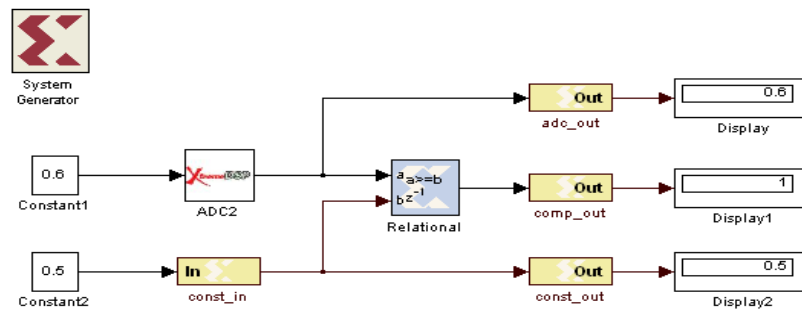 System
Generator
Out
0.6
adc_out
Display
0.6
XtremeDSP
a
a>=b
b
z-1
Out
1
Constant1
ADC2
Relational
comp_out
Display1
0.5
In
Out
0.5
Constant2
const_in
const_out
Display2